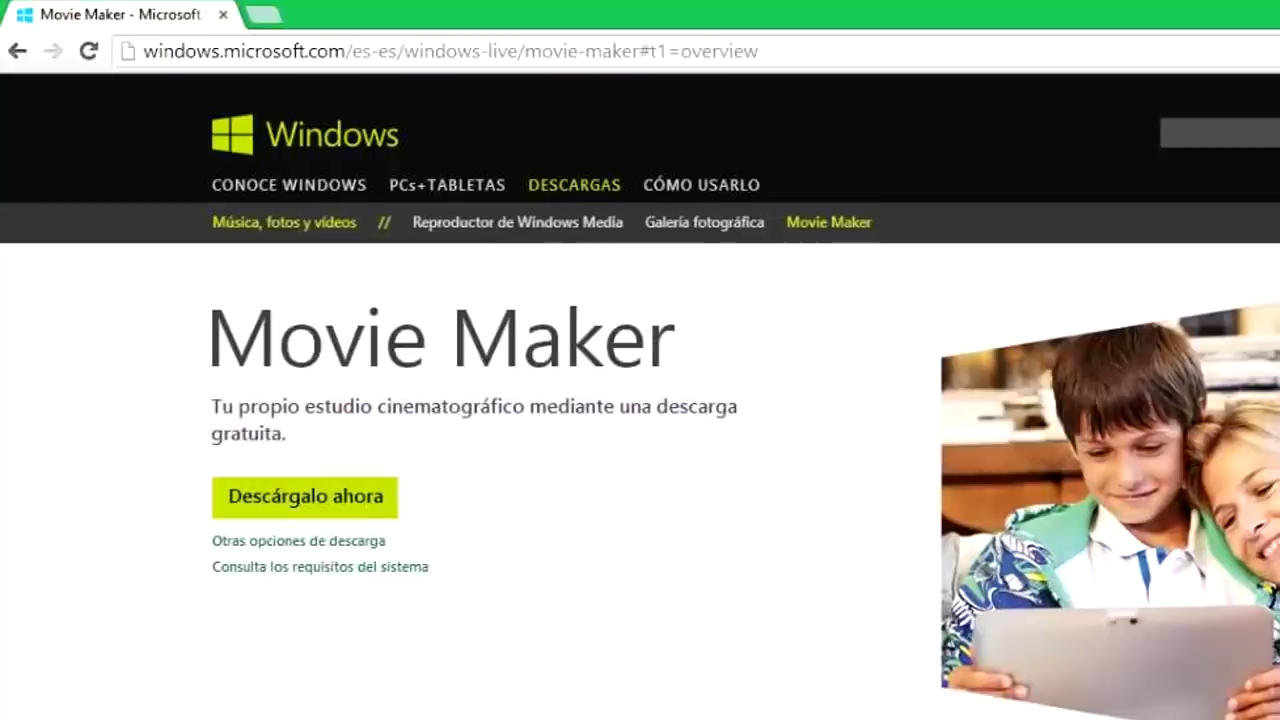 Movie Maker - Microsoft
windows.microsoft.com/es-es/windows-live/movie-maker#t1=overview
Windows
CONOCE WINDOWS PCs+TABLETAS DESCARGAS CÓMO USARLO
Música, fotos y vídeos // Reproductor de Windows Media Galería fotográfica Movie Maker
Movie Maker
Tu propio estudio cinematográfico mediante una descarga
gratuita.
Descárgalo ahora
Otras opciones de descarga
Consulta los requisitos del sistema